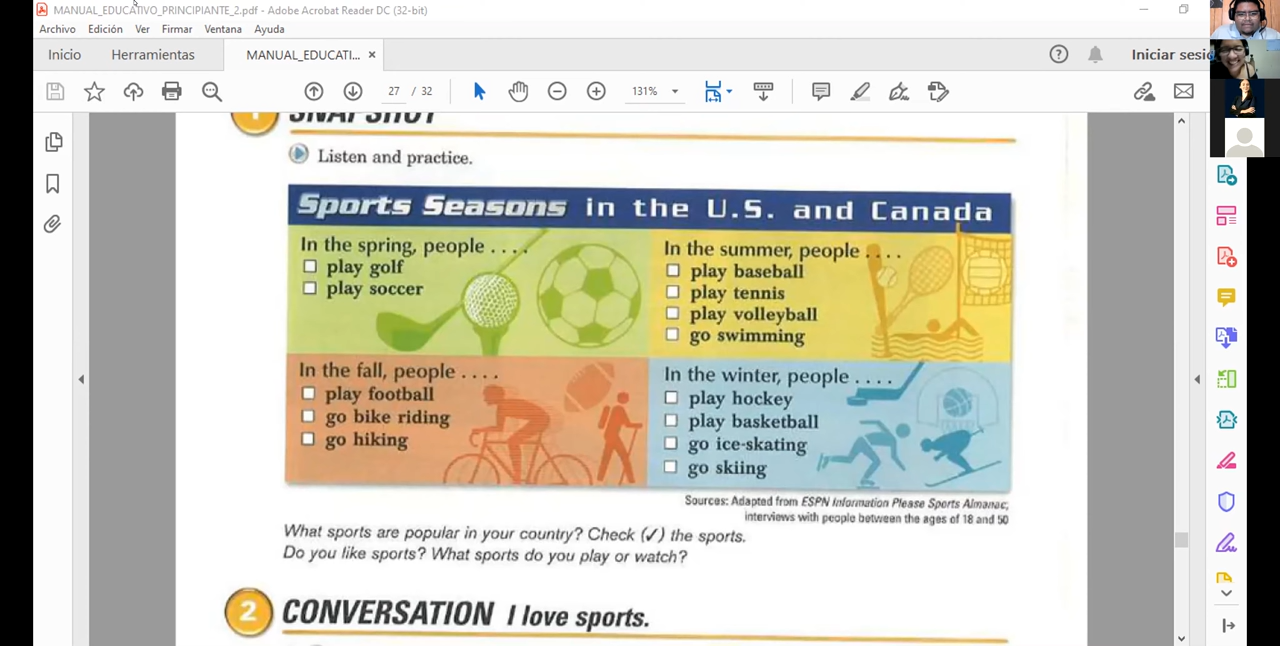 MANUAL_EDUCATIVO_PRINCIPIANTE_2.pdf - Adobe Acrobat Reader DC (32-bit)
Archivo Edición Ver Firmar Ventana Ayuda
Inicio Herramientas MANUAL_EDUCATI... × Iniciar sesi
27 / 32 131%
1 SNAPSHOT
Listen and practice.
Sports Seasons in the U.S. and Canada
In the spring, people . . . .
play golf
play soccer
In the summer, people . . . .
play baseball
play tennis
play volleyball
go swimming
In the fall, people . . . .
play football
go bike riding
go hiking
In the winter, people . . . .
play hockey
play basketball
go ice-skating
go skiing
Sources: Adapted from ESPN Information Please Sports Almanac;
interviews with people between the ages of 18 and 50
What sports are popular in your country? Check (✓) the sports.
Do you like sports? What sports do you play or watch?
2 CONVERSATION I love sports.